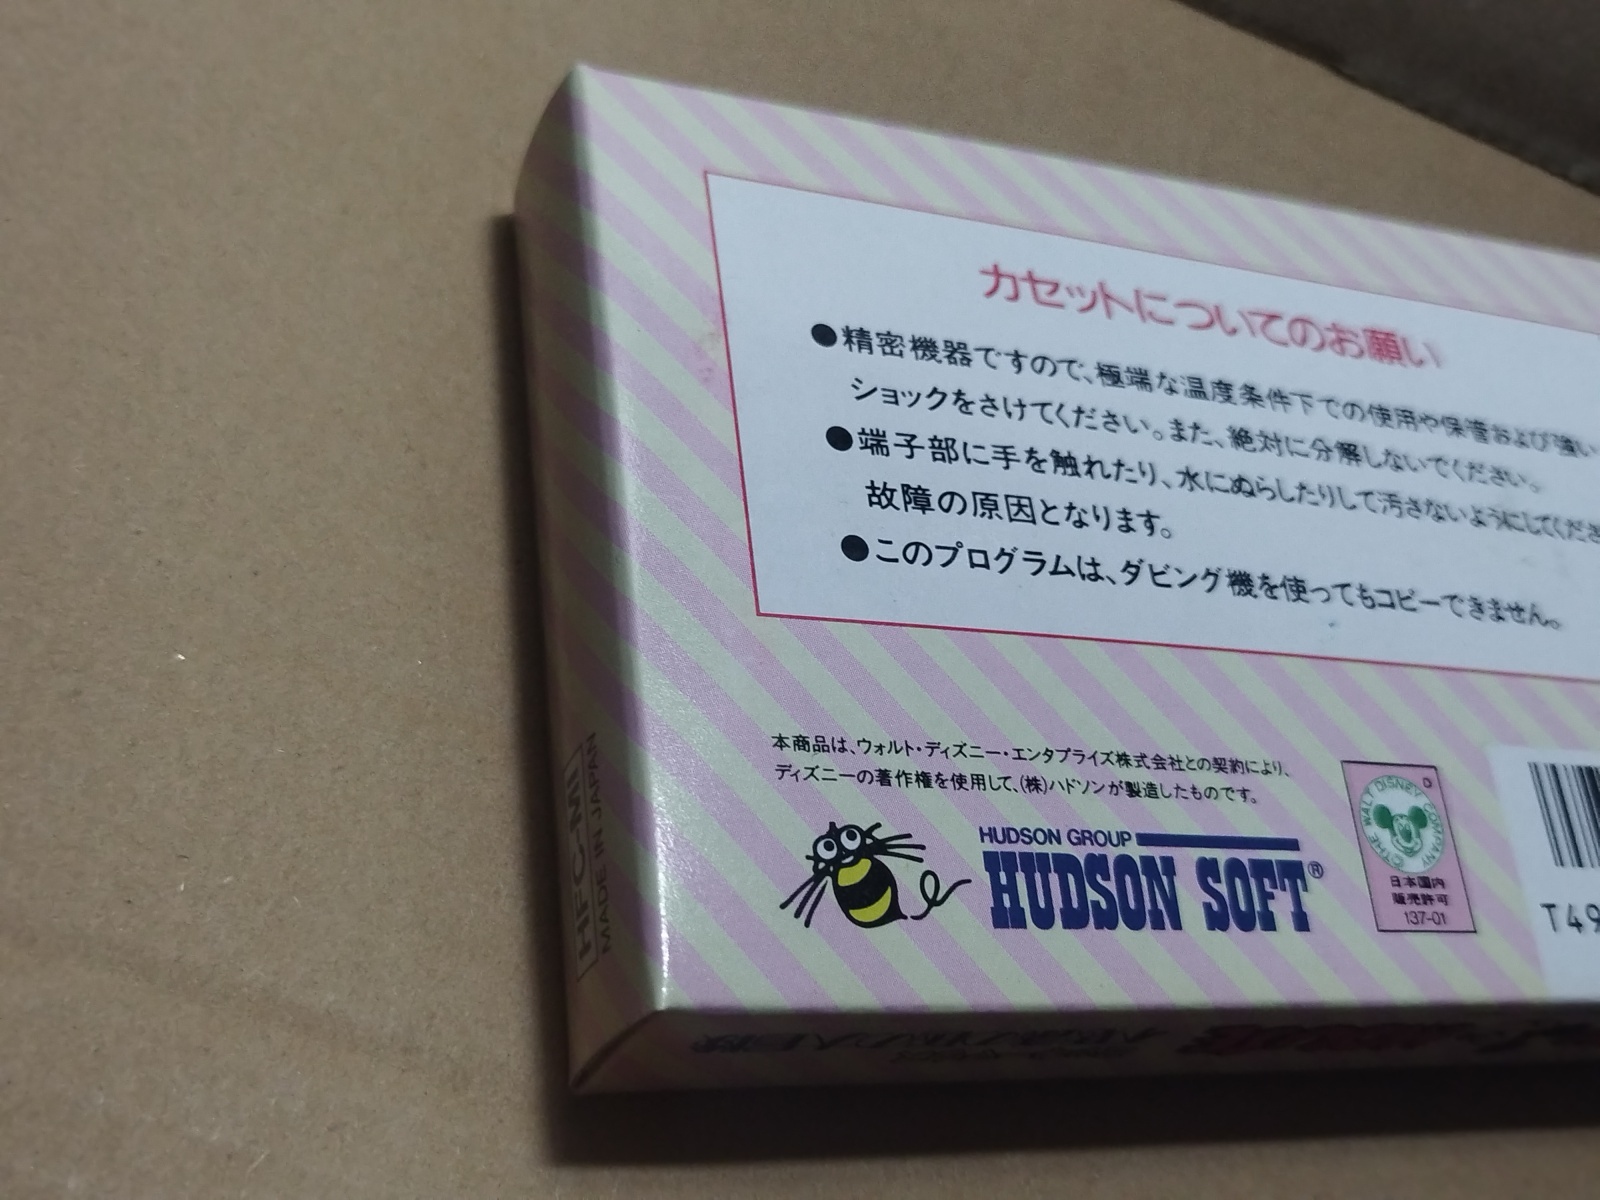 カセットについてのお願い
●精密機器ですので、極端な温度条件下での使用や保管および強い
ショックをさけてください。また、絶対に分解しないでください。
●端子部に手を触れたり、水にぬらしたりして汚さないようにしてくださ
故障の原因となります。
●このプログラムは、ダビング機を使ってもコピーできません。
本商品は、ウォルト・ディズニー・エンタプライズ株式会社との契約により、
ディズニーの著作権を使用して、(株)ハドソンが製造したものです。
HUDSON GROUP
HUDSON SOFT®
D
©THE WALT DISNEY COMPANY
日本国内
販売許可
137-01
T49
HFC-MI
MADE IN JAPAN